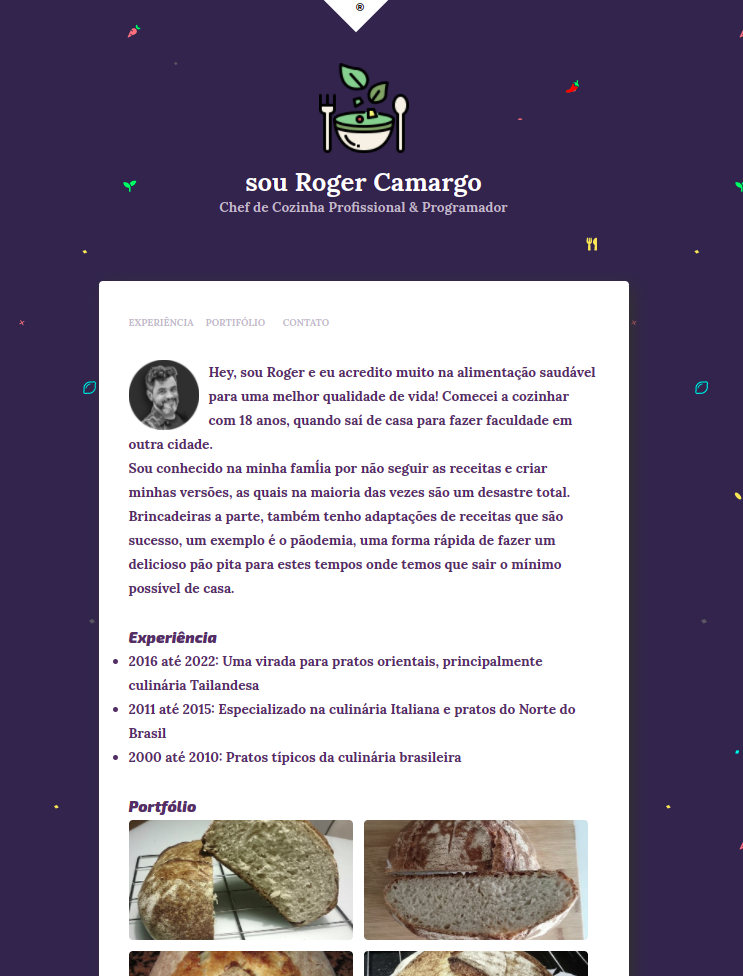 sou Roger Camargo
Chef de Cozinha Profissional & Programador
EXPERIÊNCIA PORTIFÓLIO CONTATO
Hey, sou Roger e eu acredito muito na alimentação saudável
para uma melhor qualidade de vida! Comecei a cozinhar
com 18 anos, quando saí de casa para fazer faculdade em
outra cidade.
Sou conhecido na minha famĺia por não seguir as receitas e criar
minhas versões, as quais na maioria das vezes são um desastre total.
Brincadeiras a parte, também tenho adaptações de receitas que são
sucesso, um exemplo é o pãodemia, uma forma rápida de fazer um
delicioso pão pita para estes tempos onde temos que sair o mínimo
possível de casa.
Experiência
• 2016 até 2022: Uma virada para pratos orientais, principalmente
culinária Tailandesa
• 2011 até 2015: Especializado na culinária Italiana e pratos do Norte do
Brasil
• 2000 até 2010: Pratos típicos da culinária brasileira
Portfólio